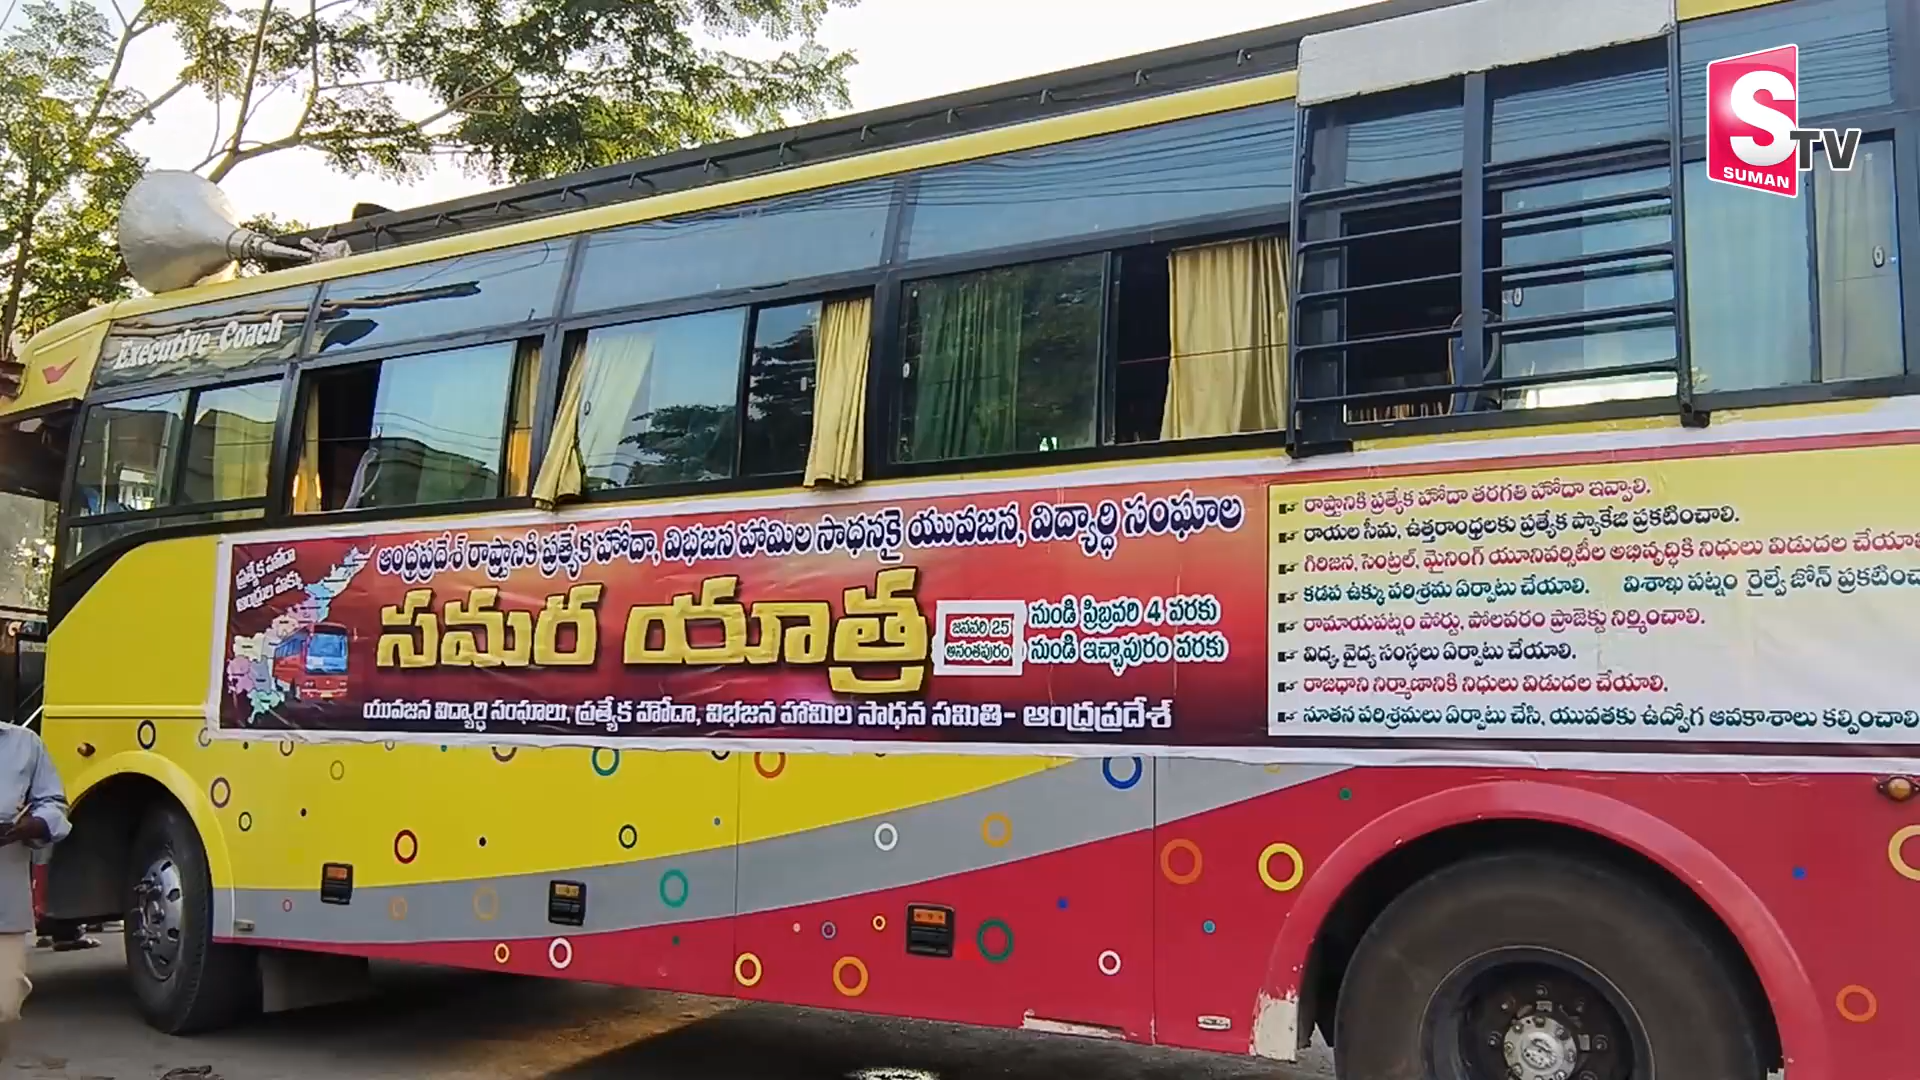 S
TV
SUMAN
Executive Coach
ప్రత్యేక హోదా
ఆంధ్రుల హక్కు
ఆంధ్రప్రదేశ్ రాష్ట్రానికి ప్రత్యేక హోదా, విభజన హామీల సాధనకై యువజన, విద్యార్థి సంఘాల
సమర యాత్ర
జనవరి 25 నుండి ఫ్రిబ్రవరి 4 వరకు
అనంతపురం నుండి ఇచ్ఛాపురం వరకు
యువజన విద్యార్థి సంఘాలు, ప్రత్యేక హోదా, విభజన హామీల సాధన సమితి - ఆంధ్రప్రదేశ్
రాష్ట్రానికి ప్రత్యేక హోదా తరగతి హోదా ఇవ్వాలి.
రాయల సీమ, ఉత్తరాంధ్రలకు ప్రత్యేక ప్యాకేజి ప్రకటించాలి.
గిరిజన, సెంట్రల్, మైనింగ్ యూనివర్సిటీల అభివృద్ధికి నిధులు విడుదల
కడప ఉక్కు పరిశ్రమ ఏర్పాటు చేయాలి. విశాఖ పట్నం రైల్వే జోన్
రామాయపట్నం పోర్టు, పోలవరం ప్రాజెక్టు నిర్మించాలి.
విద్య, వైద్య సంస్థలు ఏర్పాటు చేయాలి.
రాజధాని నిర్మాణానికి నిధులు విడుదల చేయాలి.
నూతన పరిశ్రమలు ఏర్పాటు చేసి, యువతకు ఉద్యోగ అవకాశాలు కల్పించాలి